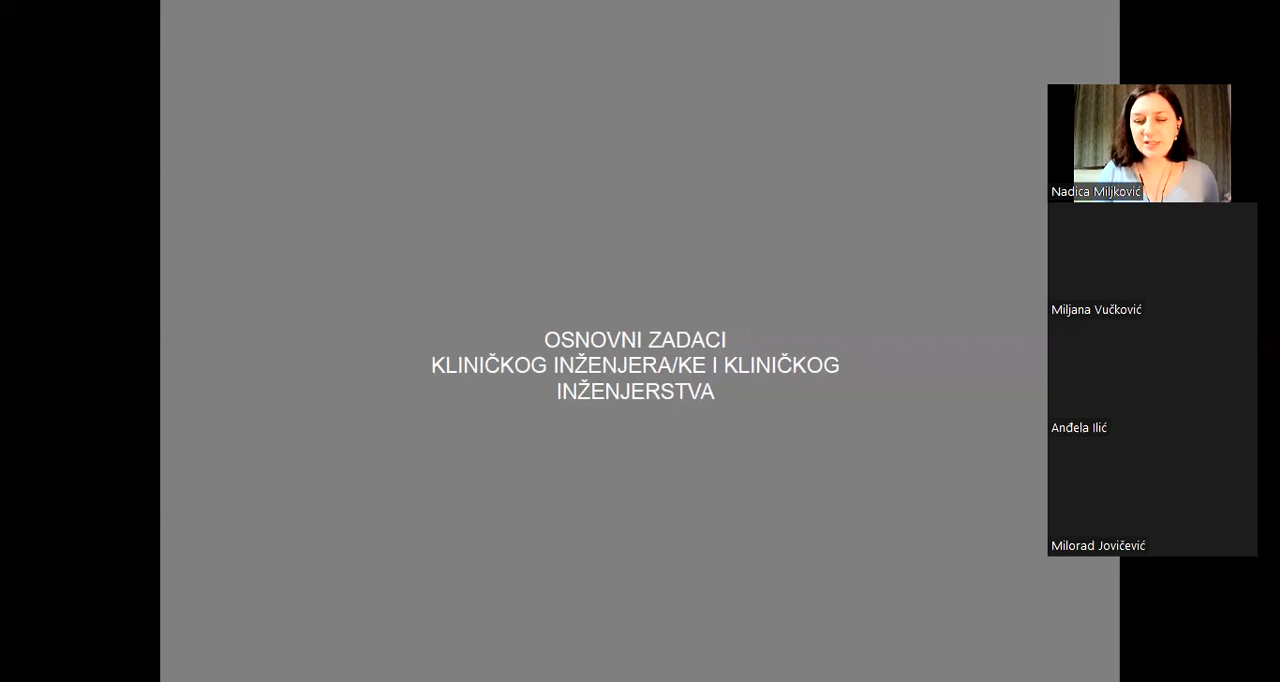 OSNOVNI ZADACI
KLINIČKOG INŽENJERA/KE I KLINIČKOG
INŽENJERSTVA
Nadica Miljković
Miljana Vučković
Anđela Ilić
Milorad Jovičević